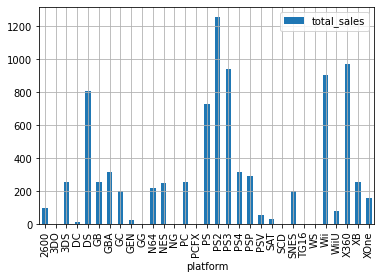 total_sales
1200
1000
800
600
400
200
0
2600
3DO
3DS
DC
DS
GB
GBA
GC
GEN
GG
N64
NES
NG
PC
PCFX
PS
PS2
PS3
PS4
PSP
PSV
SAT
SCD
SNES
TG16
WS
Wii
WiiU
X360
XB
XOne
platform